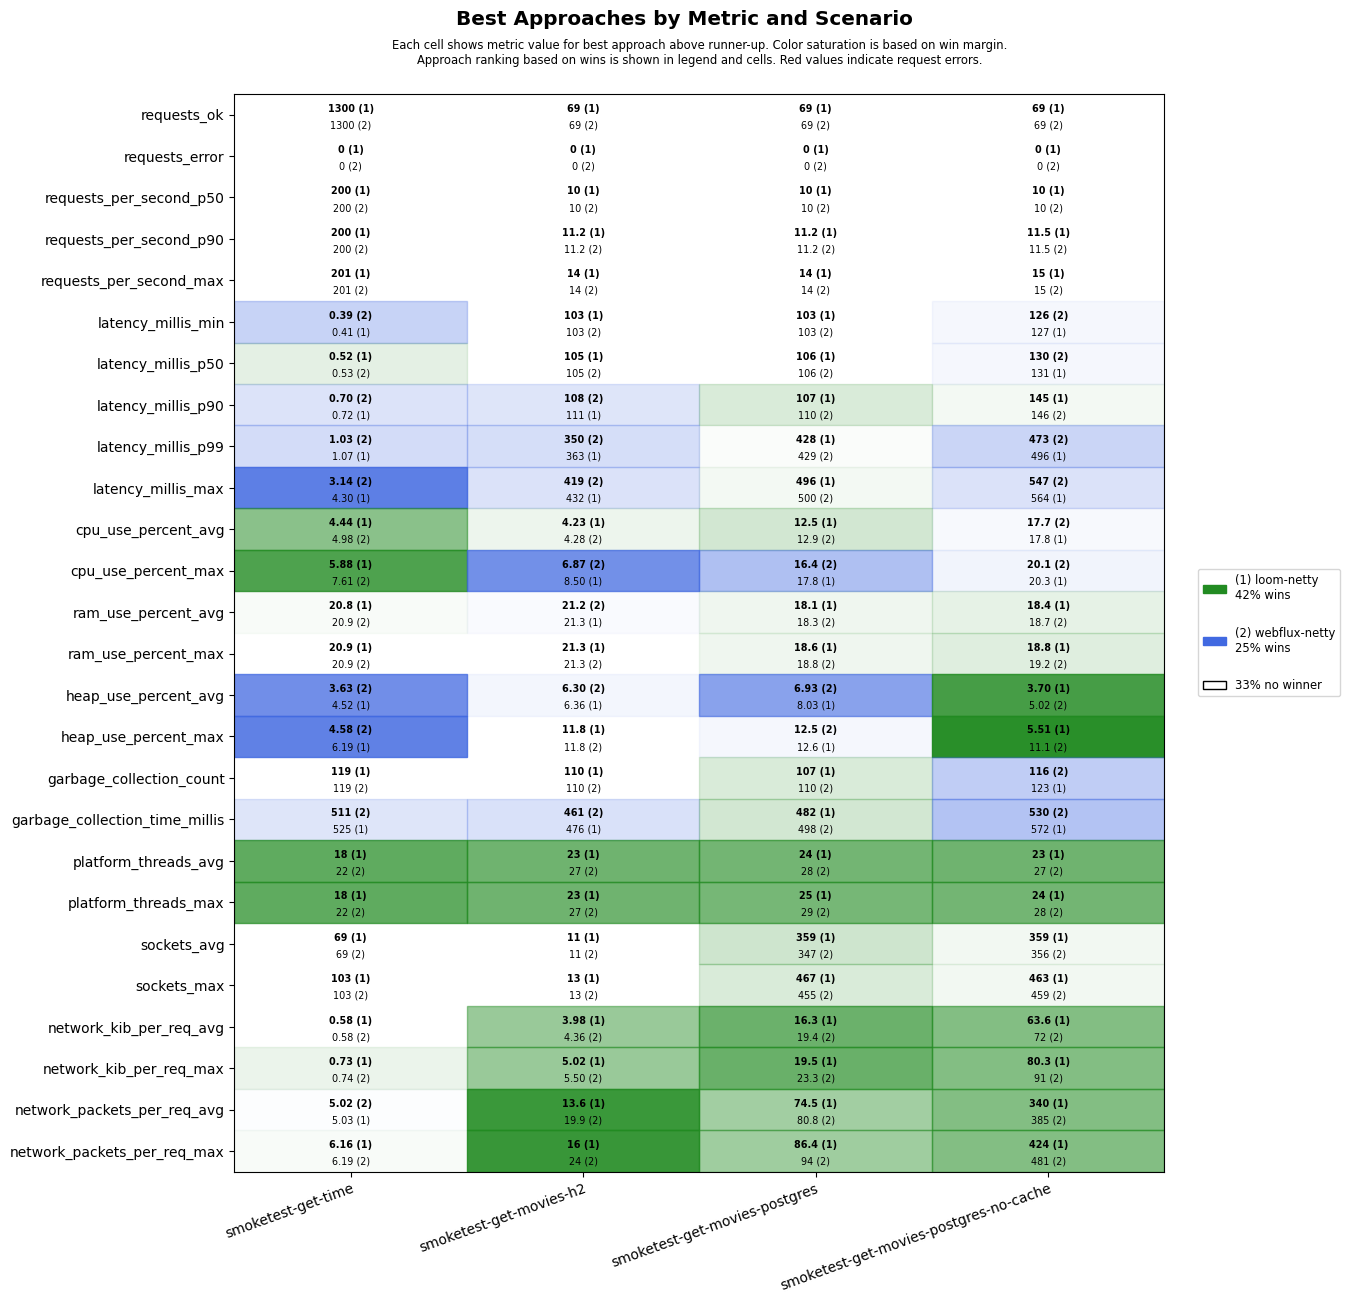 Best Approaches by Metric and Scenario
Each cell shows metric value for best approach above runner-up. Color saturation is based on win margin.
Approach ranking based on wins is shown in legend and cells. Red values indicate request errors.
requests_ok
1300 (1) 69 (1) 69 (1) 69 (1)
1300 (2) 69 (2) 69 (2) 69 (2)
requests_error
0 (1) 0 (1) 0 (1) 0 (1)
0 (2) 0 (2) 0 (2) 0 (2)
requests_per_second_p50
200 (1) 10 (1) 10 (1) 10 (1)
200 (2) 10 (2) 10 (2) 10 (2)
requests_per_second_p90
200 (1) 11.2 (1) 11.2 (1) 11.5 (1)
200 (2) 11.2 (2) 11.2 (2) 11.5 (2)
requests_per_second_max
201 (1) 14 (1) 14 (1) 15 (1)
201 (2) 14 (2) 14 (2) 15 (2)
latency_millis_min
0.39 (2) 103 (1) 103 (1) 126 (2)
0.41 (1) 103 (2) 103 (2) 127 (1)
latency_millis_p50
0.52 (1) 105 (1) 106 (1) 130 (2)
0.53 (2) 105 (2) 106 (2) 131 (1)
latency_millis_p90
0.70 (2) 108 (2) 107 (1) 145 (1)
0.72 (1) 111 (1) 110 (2) 146 (2)
latency_millis_p99
1.03 (2) 350 (2) 428 (1) 473 (2)
1.07 (1) 363 (1) 429 (2) 496 (1)
latency_millis_max
3.14 (2) 419 (2) 496 (1) 547 (2)
4.30 (1) 432 (1) 500 (2) 564 (1)
cpu_use_percent_avg
4.44 (1) 4.23 (1) 12.5 (1) 17.7 (2)
4.98 (2) 4.28 (2) 12.9 (2) 17.8 (1)
cpu_use_percent_max
5.88 (1) 6.87 (2) 16.4 (2) 20.1 (2)
7.61 (2) 8.50 (1) 17.8 (1) 20.3 (1)
ram_use_percent_avg
20.8 (1) 21.2 (2) 18.1 (1) 18.4 (1)
20.9 (2) 21.3 (1) 18.3 (2) 18.7 (2)
ram_use_percent_max
20.9 (1) 21.3 (1) 18.6 (1) 18.8 (1)
20.9 (2) 21.3 (2) 18.8 (2) 19.2 (2)
heap_use_percent_avg
3.63 (2) 6.30 (2) 6.93 (2) 3.70 (1)
4.52 (1) 6.36 (1) 8.03 (1) 5.02 (2)
heap_use_percent_max
4.58 (2) 11.8 (1) 12.5 (2) 5.51 (1)
6.19 (1) 11.8 (2) 12.6 (1) 11.1 (2)
garbage_collection_count
119 (1) 110 (1) 107 (1) 116 (2)
119 (2) 110 (2) 110 (2) 123 (1)
garbage_collection_time_millis
511 (2) 461 (2) 482 (1) 530 (2)
525 (1) 476 (1) 498 (2) 572 (1)
platform_threads_avg
18 (1) 23 (1) 24 (1) 23 (1)
22 (2) 27 (2) 28 (2) 27 (2)
platform_threads_max
18 (1) 23 (1) 25 (1) 24 (1)
22 (2) 27 (2) 29 (2) 28 (2)
sockets_avg
69 (1) 11 (1) 359 (1) 359 (1)
69 (2) 11 (2) 347 (2) 356 (2)
sockets_max
103 (1) 13 (1) 467 (1) 463 (1)
103 (2) 13 (2) 455 (2) 459 (2)
network_kib_per_req_avg
0.58 (1) 3.98 (1) 16.3 (1) 63.6 (1)
0.58 (2) 4.36 (2) 19.4 (2) 72 (2)
network_kib_per_req_max
0.73 (1) 5.02 (1) 19.5 (1) 80.3 (1)
0.74 (2) 5.50 (2) 23.3 (2) 91 (2)
network_packets_per_req_avg
5.02 (2) 13.6 (1) 74.5 (1) 340 (1)
5.03 (1) 19.9 (2) 80.8 (2) 385 (2)
network_packets_per_req_max
6.16 (1) 16 (1) 86.4 (1) 424 (1)
6.19 (2) 24 (2) 94 (2) 481 (2)
smoketest-get-time
smoketest-get-movies-h2
smoketest-get-movies-postgres
smoketest-get-movies-postgres-no-cache
(1) loom-netty
42% wins
(2) webflux-netty
25% wins
33% no winner